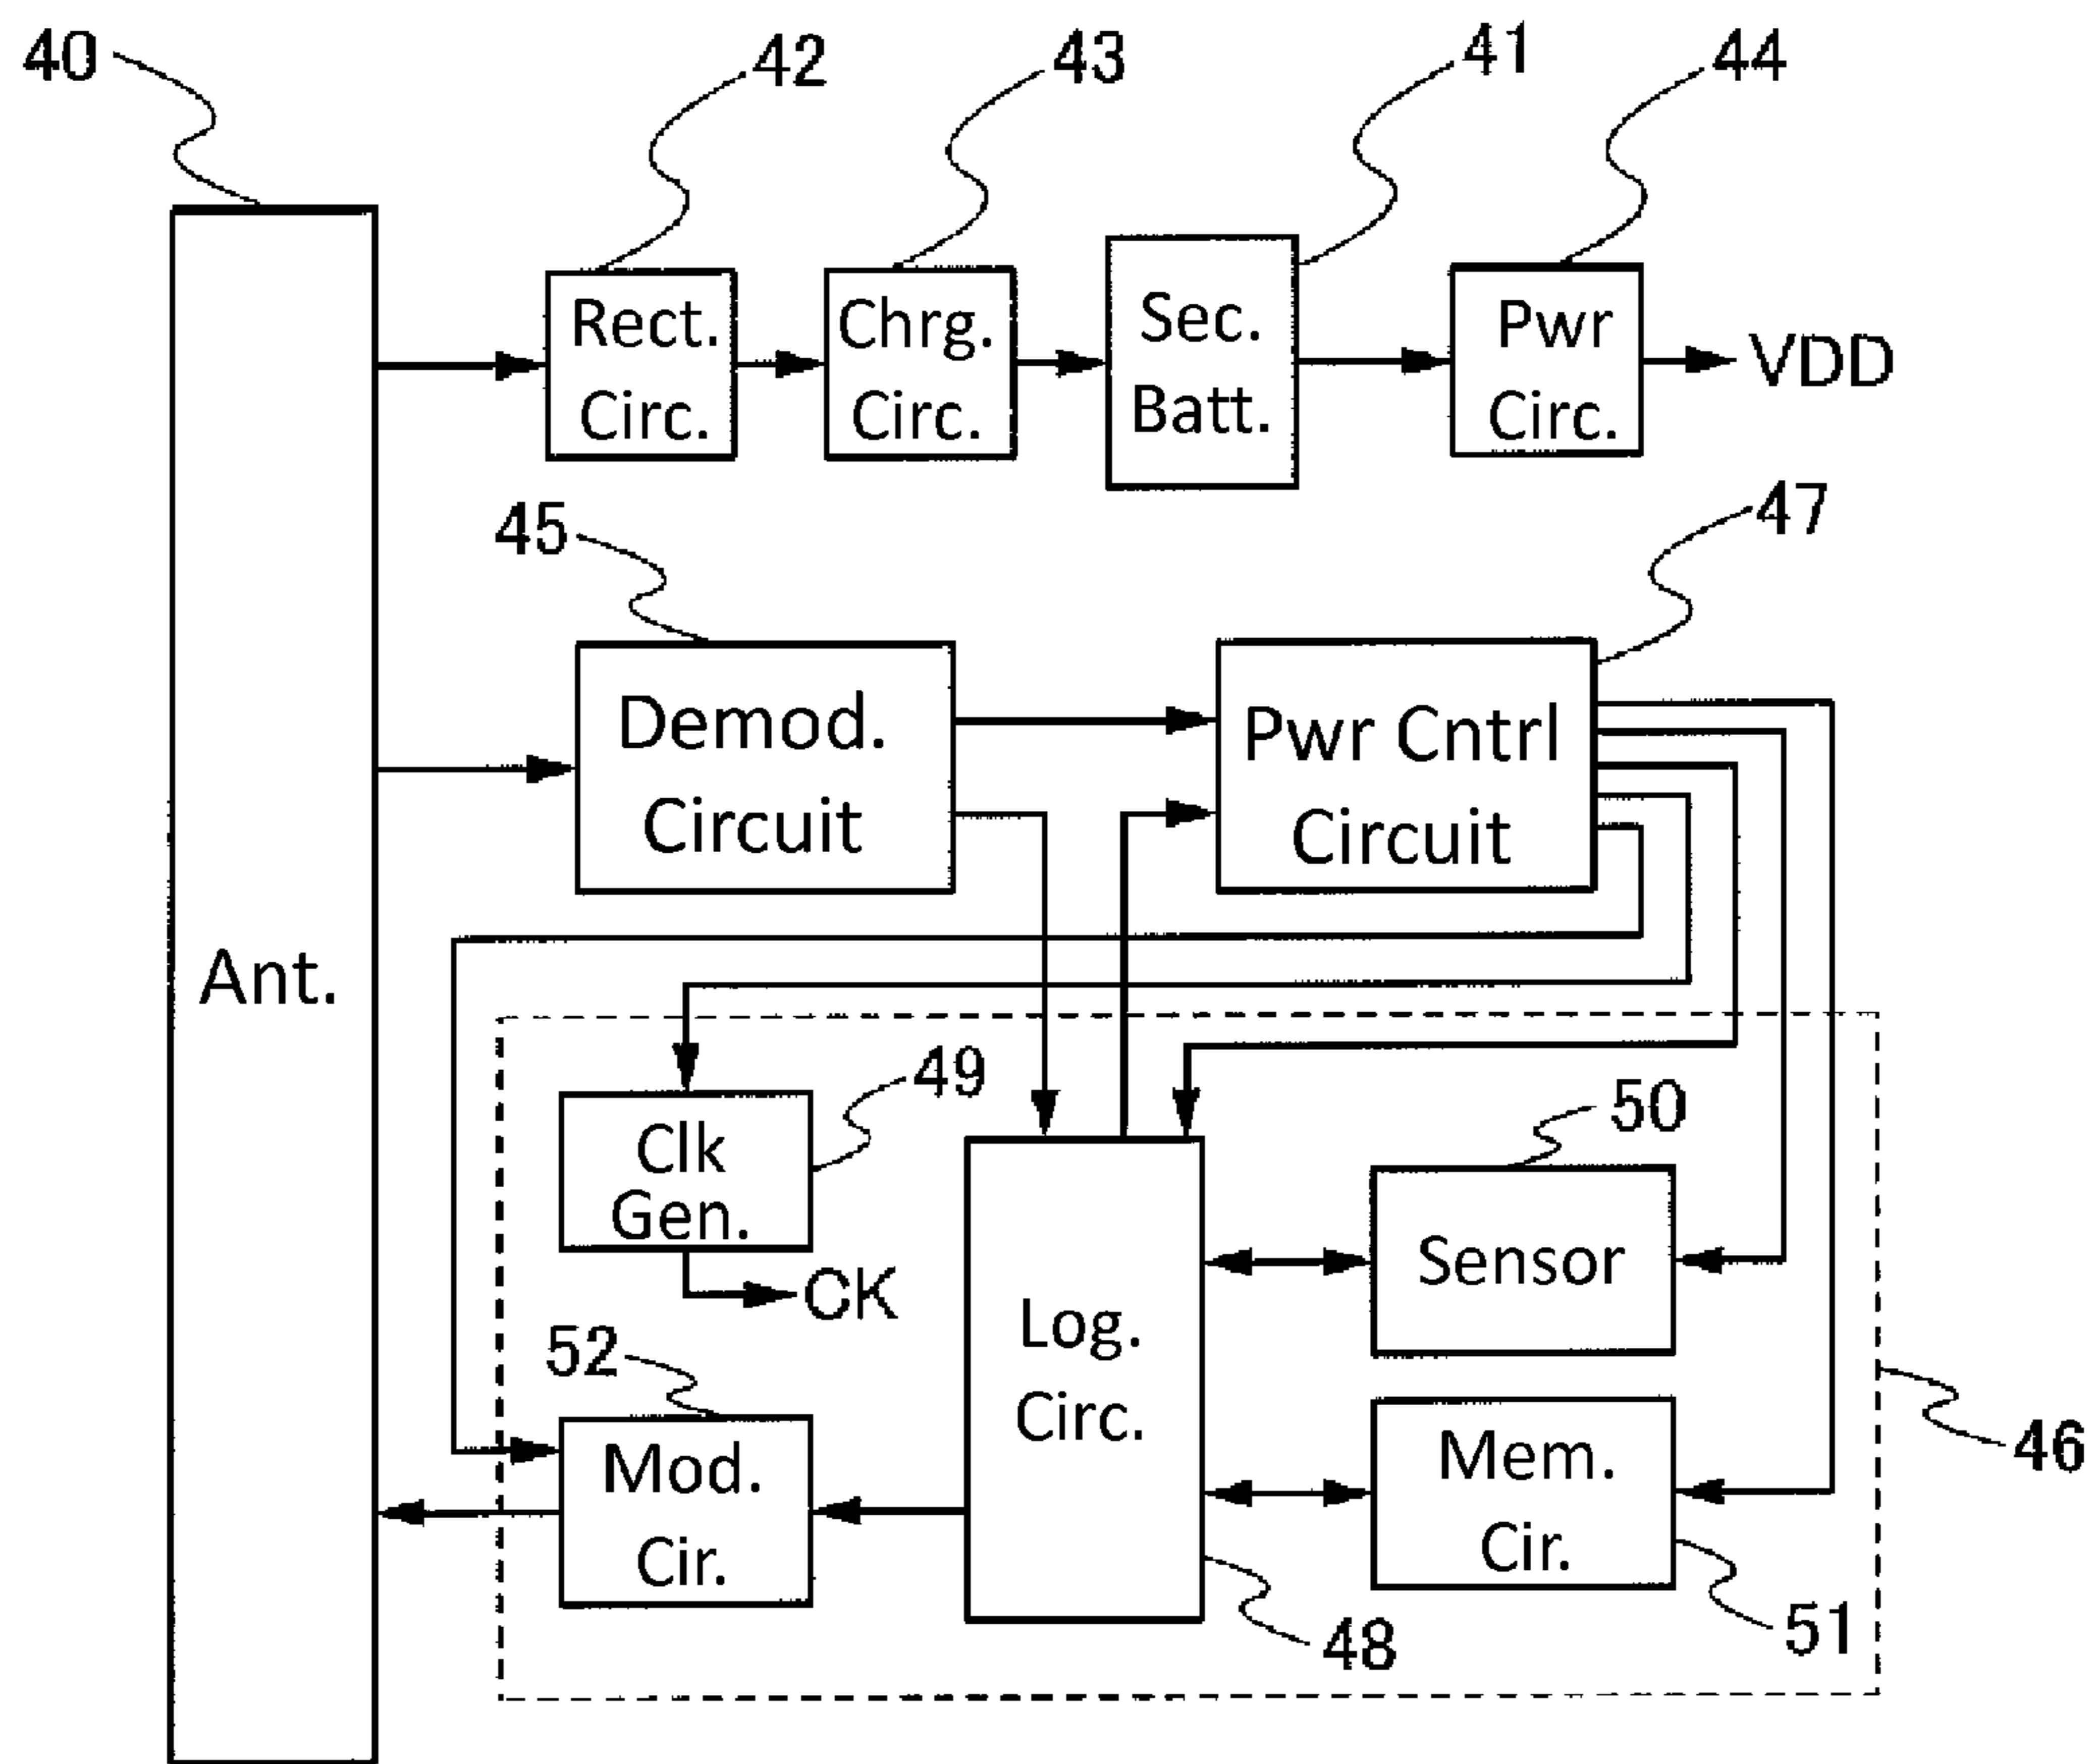 40
42
43
41
44
Rect.
Circ.
Chrg.
Circ.
Sec.
Batt.
Pwr
Circ.
VDD
45
47
Demod.
Circuit
Pwr Cntrl
Circuit
Ant.
49
Clk
Gen.
CK
50
Sensor
52
Mod.
Cir.
Log.
Circ.
Mem.
Cir.
46
48
51